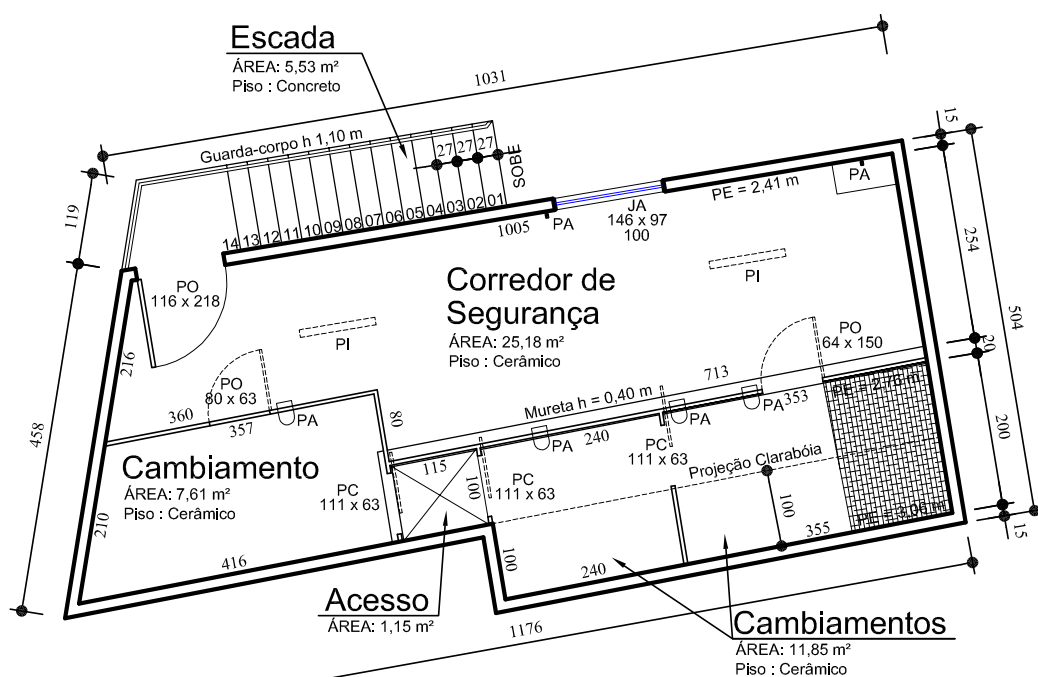 Escada
ÁREA: 5,53 m²
Piso : Concreto
1031
15
Guarda-corpo h 1,10 m
27 27 27
SOBE
119
14 13 12 11 10 09 08 07 06 05 04 03 02 01
1005
PA
JA
146 x 97
100
PE = 2,41 m
PA
254
504
20
PO
116 x 218
Corredor de
Segurança
ÁREA: 25,18 m²
Piso : Cerâmico
PI
PI
216
PO
80 x 63
PO
64 x 150
713
PE = 2,76 m
360
357
PA
80
Mureta h = 0,40 m
353
PA
PA
PA
240
458
Cambiamento
ÁREA: 7,61 m²
Piso : Cerâmico
PC
111 x 63
115
100
PC
111 x 63
PC
111 x 63
Projeção Clarabóia
200
210
416
100
100
355
PE = 3,00 m
15
240
Acesso
ÁREA: 1,15 m²
1176
Cambiamentos
ÁREA: 11,85 m²
Piso : Cerâmico